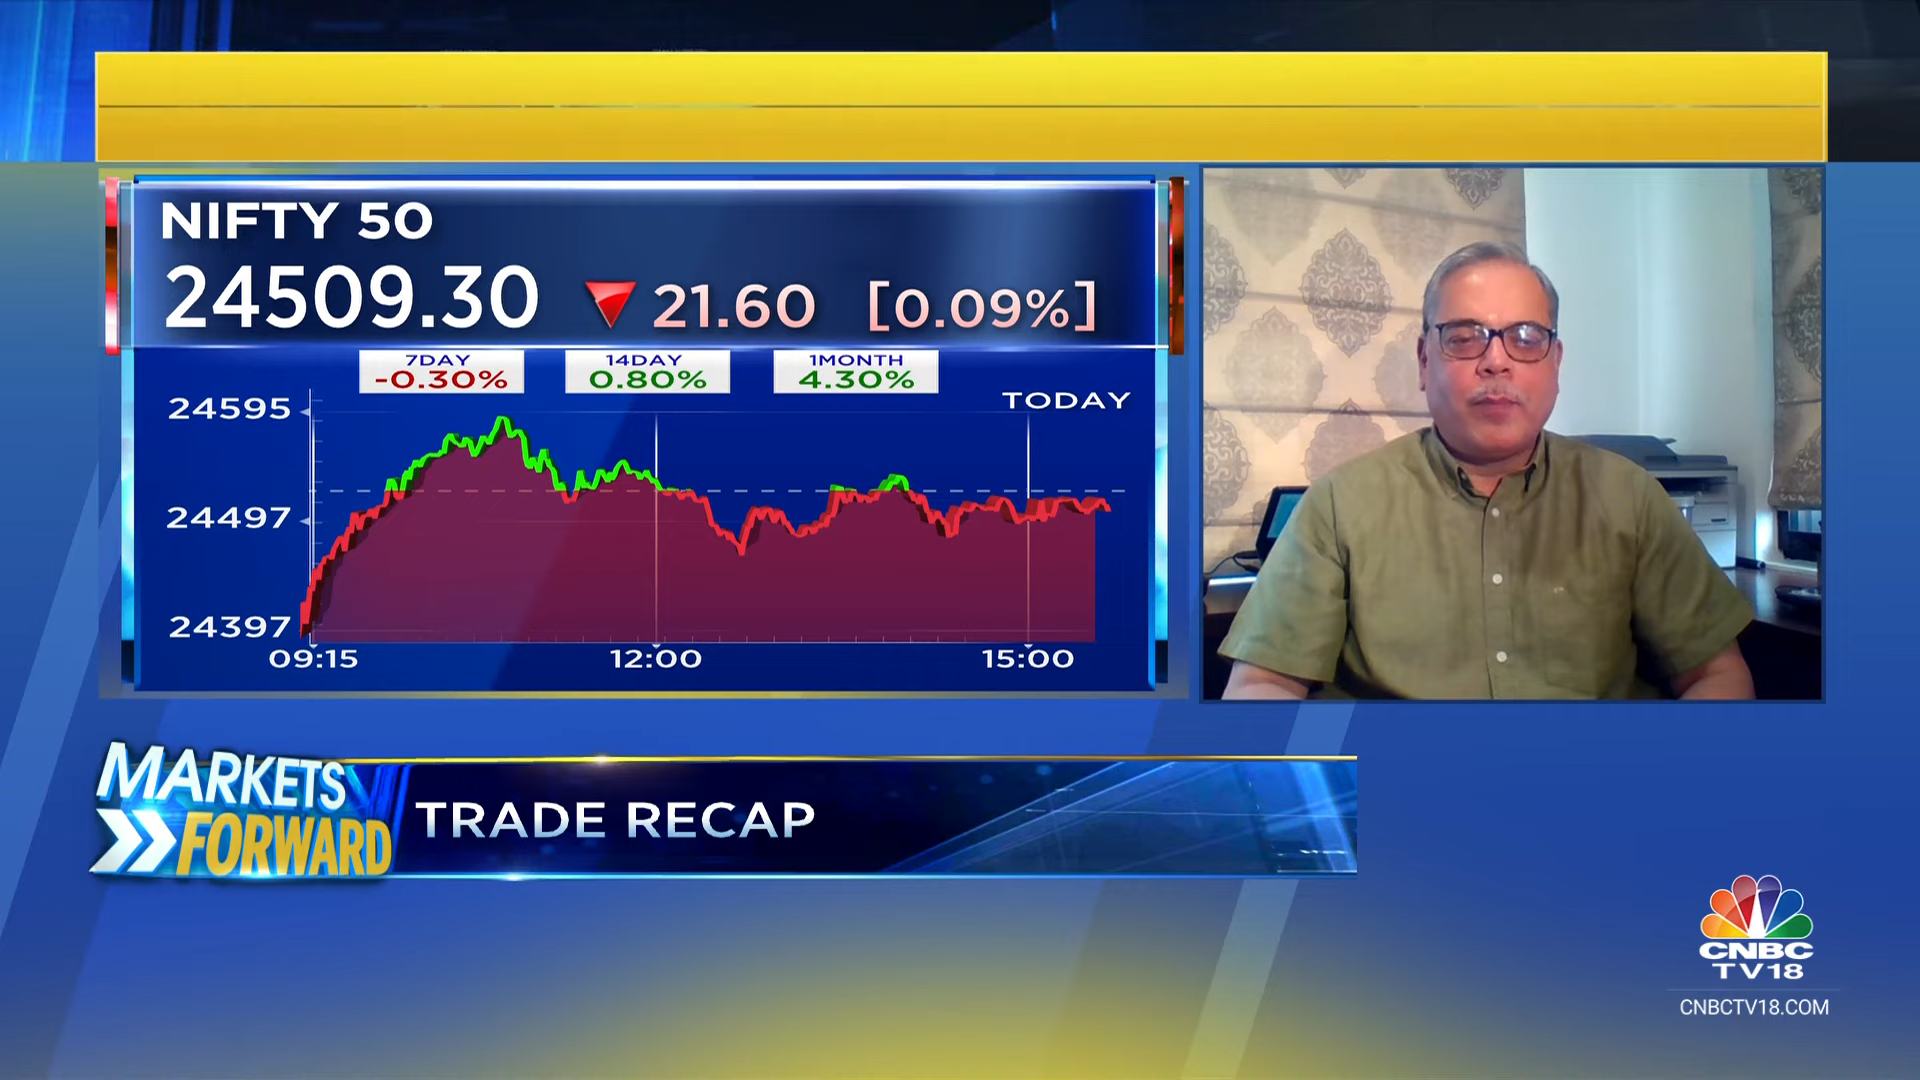 NIFTY 50
24509.30 ▼ 21.60 [0.09%]
7DAY
-0.30%
14DAY
0.80%
1MONTH
4.30%
TODAY
24595
24497
24397
09:15 12:00 15:00
MARKETS
FORWARD
TRADE RECAP
CNBC
TV18
CNBCTV18.COM